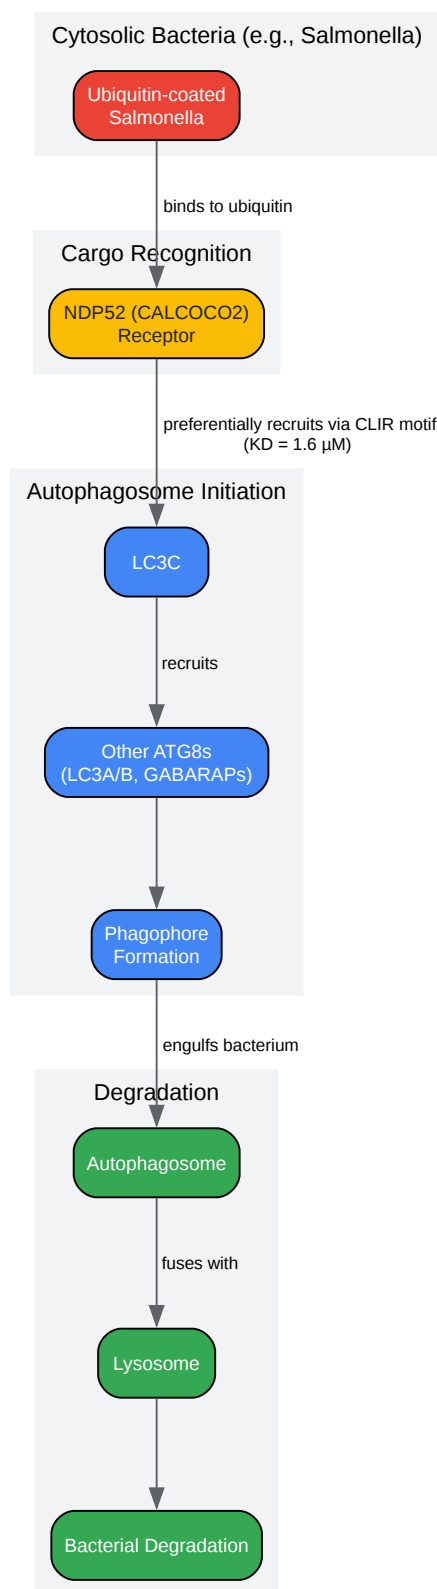 Cytosolic Bacteria (e.g., Salmonella)
Ubiquitin-coated
Salmonella
binds to ubiquitin
Cargo Recognition
NDP52 (CALCOCO2)
Receptor
preferentially recruits via CLIR motif
(KD = 1.6 µM)
Autophagosome Initiation
LC3C
recruits
Other ATG8s
(LC3A/B, GABARAPs)
Phagophore
Formation
engulfs bacterium
Degradation
Autophagosome
fuses with
Lysosome
Bacterial Degradation